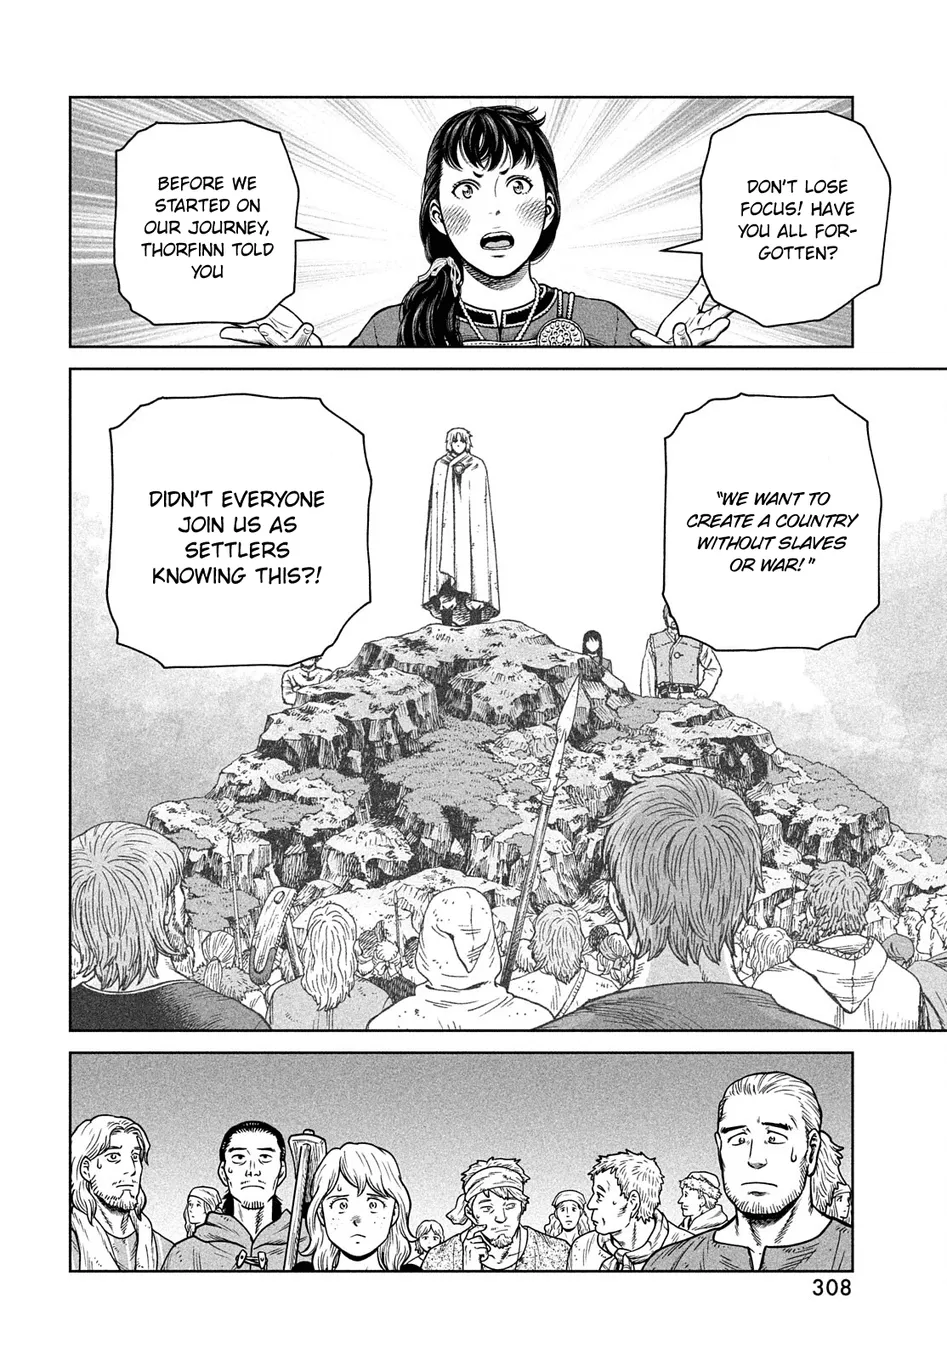 DON'T LOSE
FOCUS! HAVE
YOU ALL FOR-
GOTTEN?
BEFORE WE
STARTED ON
OUR JOURNEY,
THORFINN TOLD
YOU
"WE WANT TO
CREATE A COUNTRY
WITHOUT SLAVES
OR WAR!"
DIDN'T EVERYONE
JOIN US AS
SETTLERS
KNOWING THIS?!
308